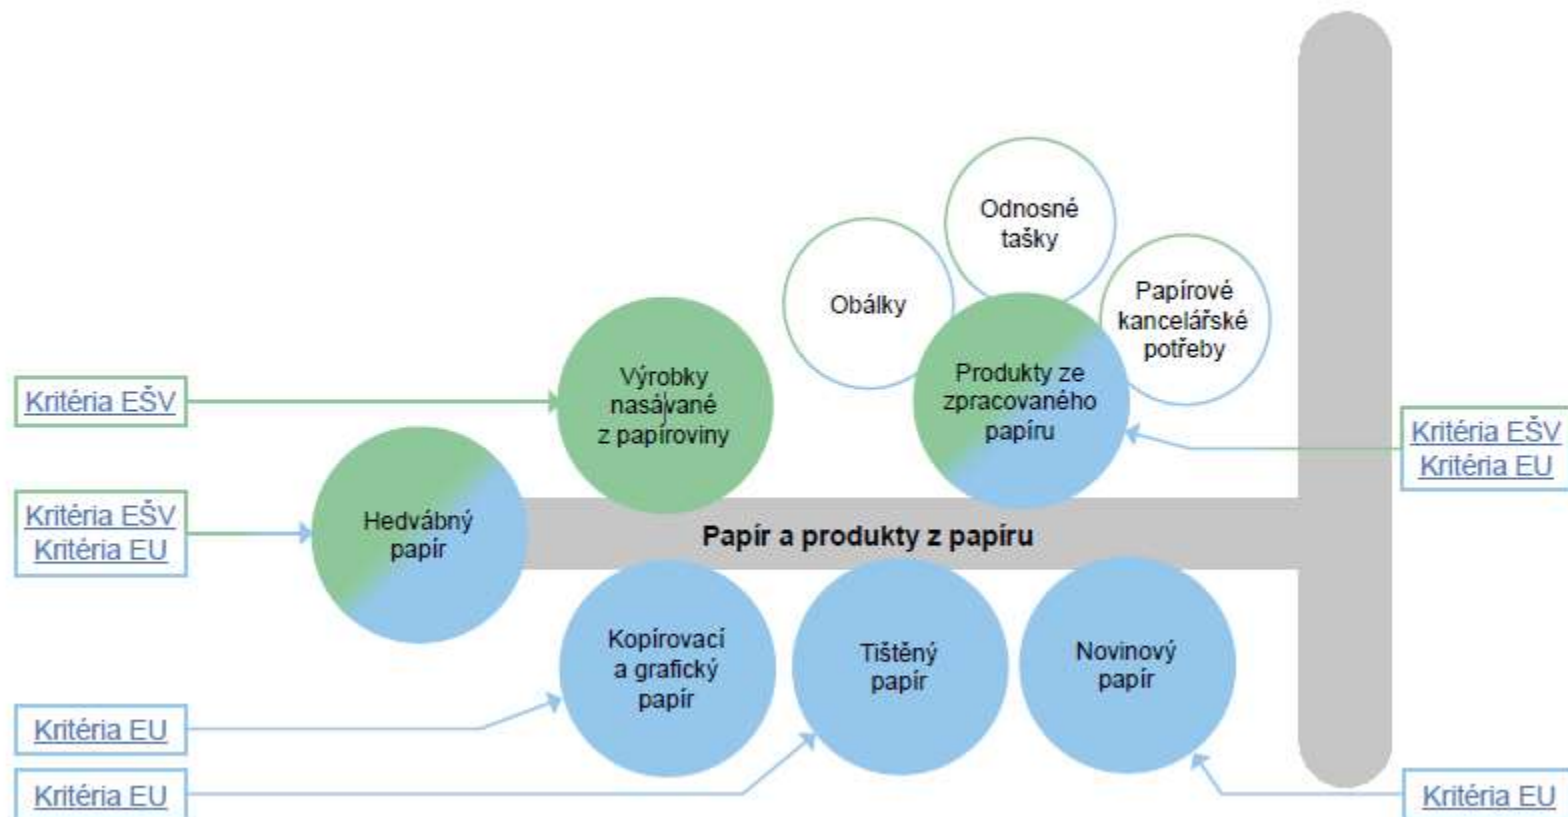 Odnosné
tašky
Obálky
Papírové
kancelářské
potřeby
Výrobky
nasávané
z papíroviny
Produkty ze
zpracovaného
papíru
Kritéria EŠV
Kritéria EŠV
Kritéria EU
Kritéria EŠV
Kritéria EU
Hedvábný
papír
Papír a produkty z papíru
Kopírovací
a grafický
papír
Tištěný
papír
Novinový
papír
Kritéria EU
Kritéria EU
Kritéria EU